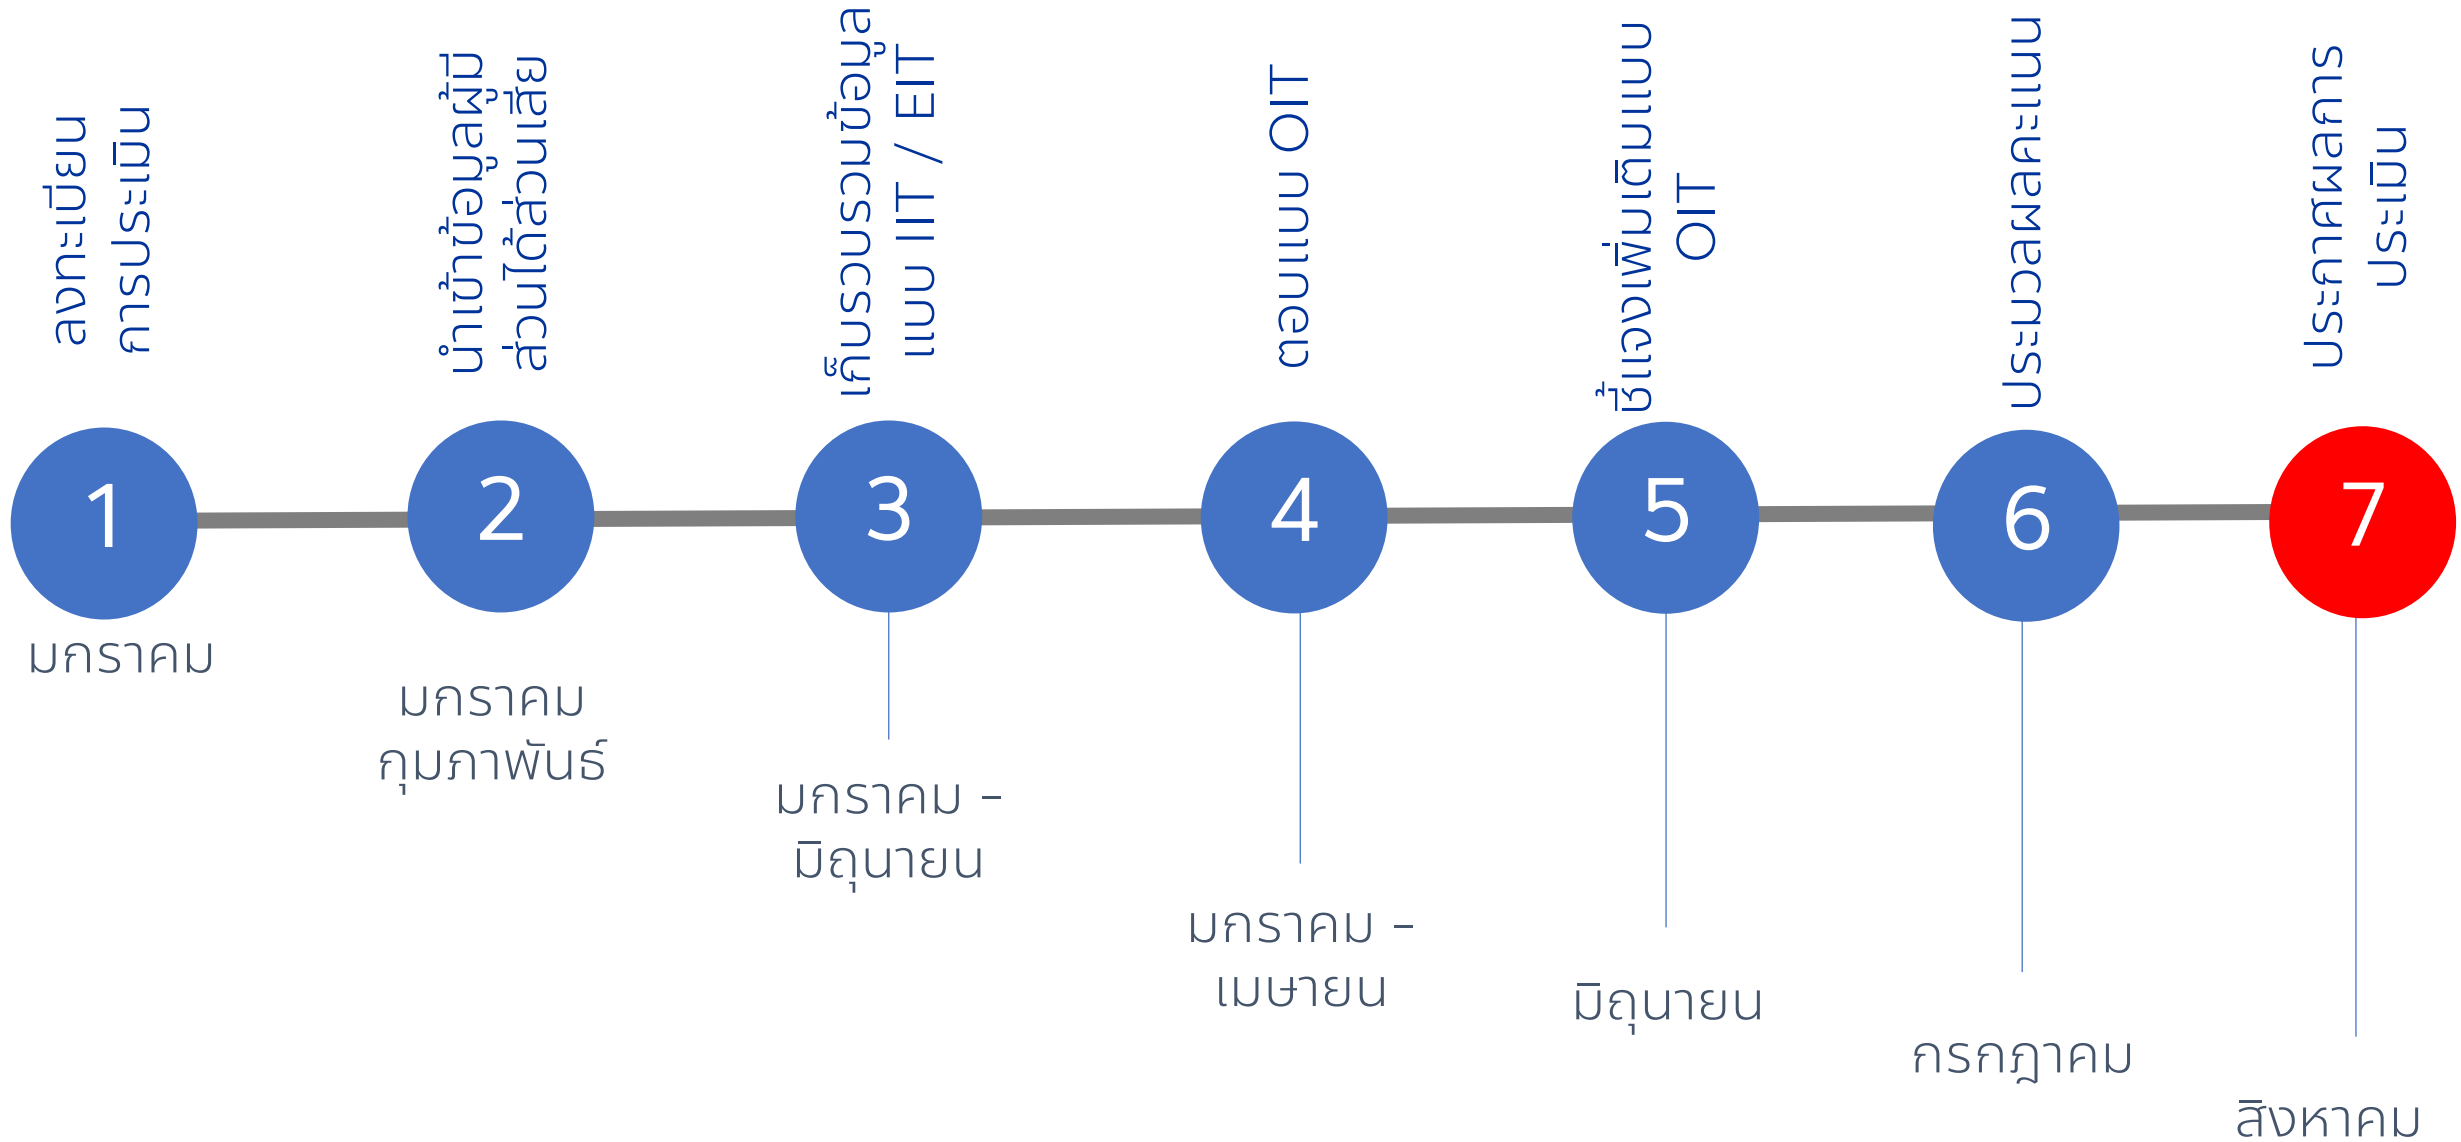 ลงทะเบียน
การประเมิน
นำเข้าข้อมูลผู้มี
ส่วนได้ส่วนเสีย
เก็บรวบรวมข้อมูล
แบบ IIT / EIT
ตอบแบบ OIT
ชี้แจงเพิ่มเติมแบบ
OIT
ประมวลผลคะแนน
ประกาศผลการ
ประเมิน
1
2
3
4
5
6
7
มกราคม
มกราคม
กุมภาพันธ์
มกราคม –
มิถุนายน
มกราคม –
เมษายน
มิถุนายน
กรกฎาคม
สิงหาคม